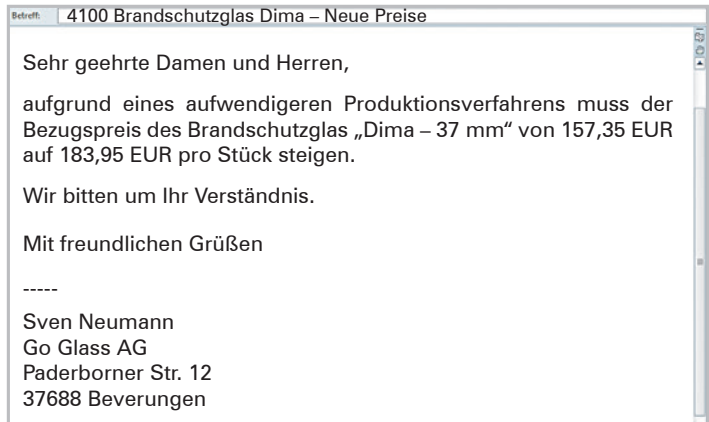 Betreff: 4100 Brandschutzglas Dima – Neue Preise
Sehr geehrte Damen und Herren,
aufgrund eines aufwendigeren Produktionsverfahrens muss der
Bezugspreis des Brandschutzglas „Dima – 37 mm“ von 157,35 EUR
auf 183,95 EUR pro Stück steigen.
Wir bitten um Ihr Verständnis.
Mit freundlichen Grüßen
-----
Sven Neumann
Go Glass AG
Paderborner Str. 12
37688 Beverungen